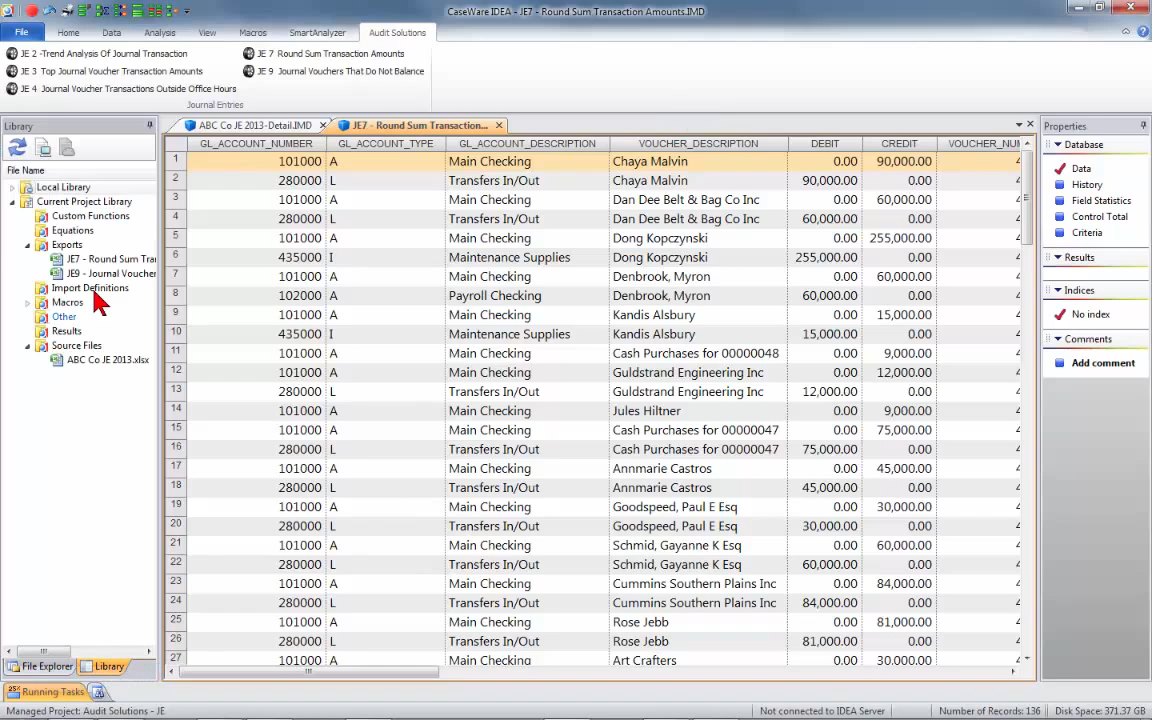 CaseWare IDEA - JE7 - Round Sum Transaction Amounts.IMD
File Home Data Analysis View Macros SmartAnalyzer Audit Solutions
JE 2 -Trend Analysis Of Journal Transaction JE 7 Round Sum Transaction Amounts
JE 3 Top Journal Voucher Transaction Amounts JE 9 Journal Vouchers That Do Not Balance
JE 4 Journal Voucher Transactions Outside Office Hours
Journal Entries
Library
File Name
Local Library
Current Project Library
Custom Functions
Equations
Exports
JE7 - Round Sum Tra
JE9 - Journal Voucher
Import Definitions
Macros
Other
Results
Source Files
ABC Co JE 2013.xlsx
File Explorer Library
ABC Co JE 2013-Detail.IMD JE7 - Round Sum Transaction...
GL_ACCOUNT_NUMBER GL_ACCOUNT_TYPE GL_ACCOUNT_DESCRIPTION VOUCHER_DESCRIPTION DEBIT CREDIT VOUCHER_NUM
1 101000 A Main Checking Chaya Malvin 0.00 90,000.00
2 280000 L Transfers In/Out Chaya Malvin 90,000.00 0.00
3 101000 A Main Checking Dan Dee Belt & Bag Co Inc 0.00 60,000.00
4 280000 L Transfers In/Out Dan Dee Belt & Bag Co Inc 60,000.00 0.00
5 101000 A Main Checking Dong Kopczynski 0.00 255,000.00
6 435000 I Maintenance Supplies Dong Kopczynski 255,000.00 0.00
7 101000 A Main Checking Denbrook, Myron 0.00 60,000.00
8 102000 A Payroll Checking Denbrook, Myron 60,000.00 0.00
9 101000 A Main Checking Kandis Alsbury 0.00 15,000.00
10 435000 I Maintenance Supplies Kandis Alsbury 15,000.00 0.00
11 101000 A Main Checking Cash Purchases for 00000048 0.00 9,000.00
12 101000 A Main Checking Guldstrand Engineering Inc 0.00 12,000.00
13 280000 L Transfers In/Out Guldstrand Engineering Inc 12,000.00 0.00
14 101000 A Main Checking Jules Hiltner 0.00 9,000.00
15 101000 A Main Checking Cash Purchases for 00000047 0.00 75,000.00
16 280000 L Transfers In/Out Cash Purchases for 00000047 75,000.00 0.00
17 101000 A Main Checking Annmarie Castros 0.00 45,000.00
18 280000 L Transfers In/Out Annmarie Castros 45,000.00 0.00
19 101000 A Main Checking Goodspeed, Paul E Esq 0.00 30,000.00
20 280000 L Transfers In/Out Goodspeed, Paul E Esq 30,000.00 0.00
21 101000 A Main Checking Schmid, Gayanne K Esq 0.00 60,000.00
22 280000 L Transfers In/Out Schmid, Gayanne K Esq 60,000.00 0.00
23 101000 A Main Checking Cummins Southern Plains Inc 0.00 84,000.00
24 280000 L Transfers In/Out Cummins Southern Plains Inc 84,000.00 0.00
25 101000 A Main Checking Rose Jebb 0.00 81,000.00
26 280000 L Transfers In/Out Rose Jebb 81,000.00 0.00
27 101000 A Main Checking Art Crafters 0.00 30,000.00
Properties
Database
Data
History
Field Statistics
Control Total
Criteria
Results
Indices
No index
Comments
Add comment
Running Tasks
Managed Project: Audit Solutions - JE Not connected to IDEA Server Number of Records: 136 Disk Space: 371.37 GB